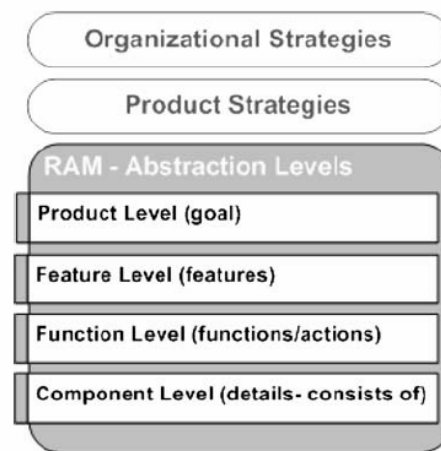 Organizational Strategies
Product Strategies
RAM - Abstraction Levels
Product Level (goal)
Feature Level (features)
Function Level (functions/actions)
Component Level (details- consists of)